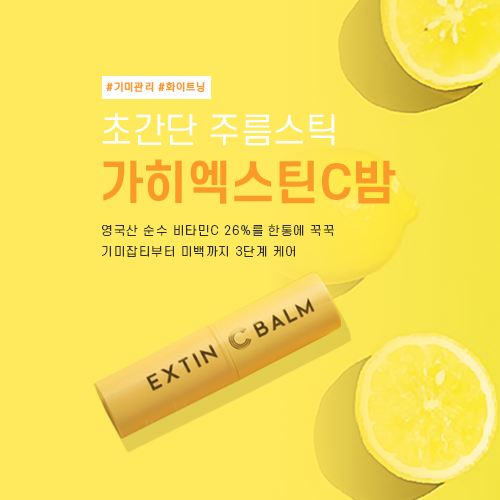 #기미관리 #화이트닝
초간단 주름스틱
가히엑스틴C밤
영국산 순수 비타민C 26%를 한통에 꾹꾹
기미잡티부터 미백까지 3단계 케어
EXTIN C BALM